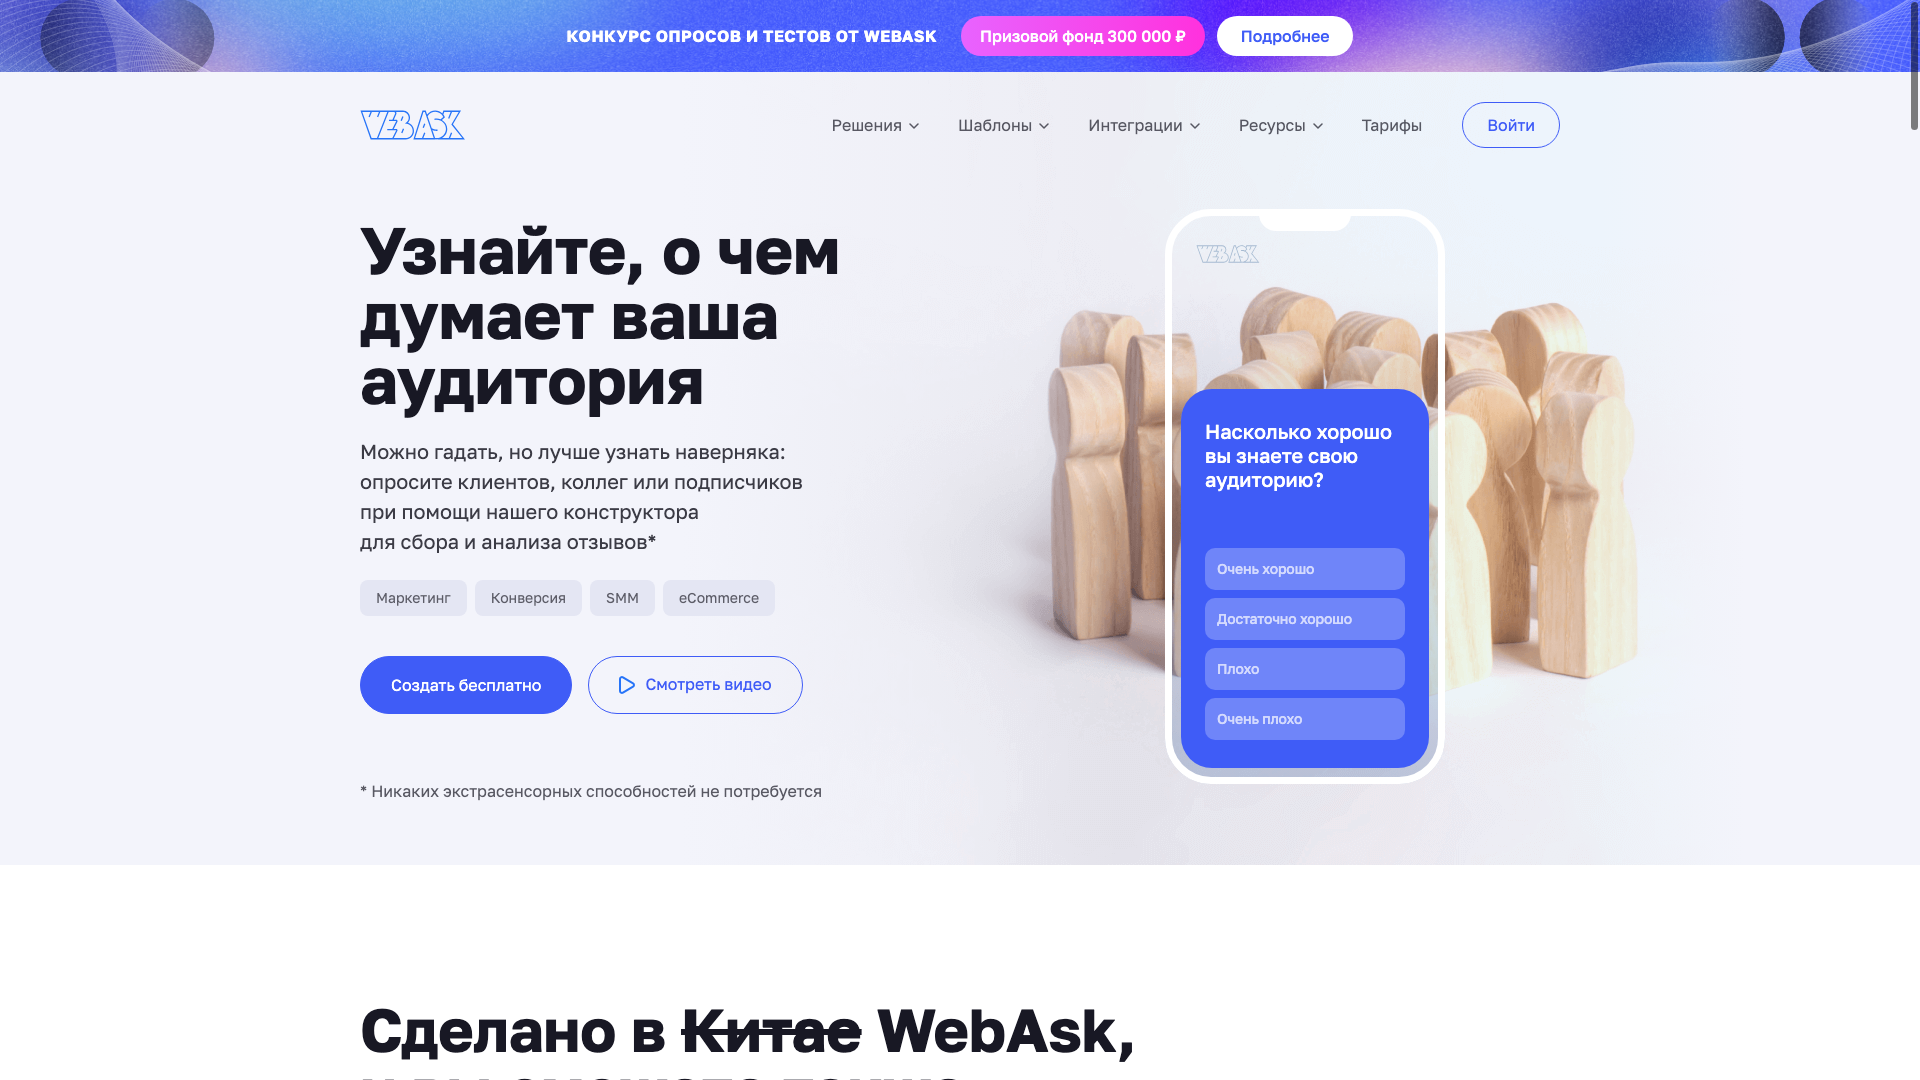 КОНКУРС ОПРОСОВ И ТЕСТОВ ОТ WEBASK
Призовой фонд 300 000 ₽
Подробнее
WEBASK
Решения
Шаблоны
Интеграции
Ресурсы
Тарифы
Войти
Узнайте, о чем
думает ваша
аудитория
Можно гадать, но лучше узнать наверняка:
опросите клиентов, коллег или подписчиков
при помощи нашего конструктора
для сбора и анализа отзывов*
Маркетинг
Конверсия
SMM
eCommerce
Создать бесплатно
Смотреть видео
* Никаких экстрасенсорных способностей не потребуется
WEBASK
Насколько хорошо
вы знаете свою
аудиторию?
Очень хорошо
Достаточно хорошо
Плохо
Очень плохо
Сделано в Китае WebAsk,